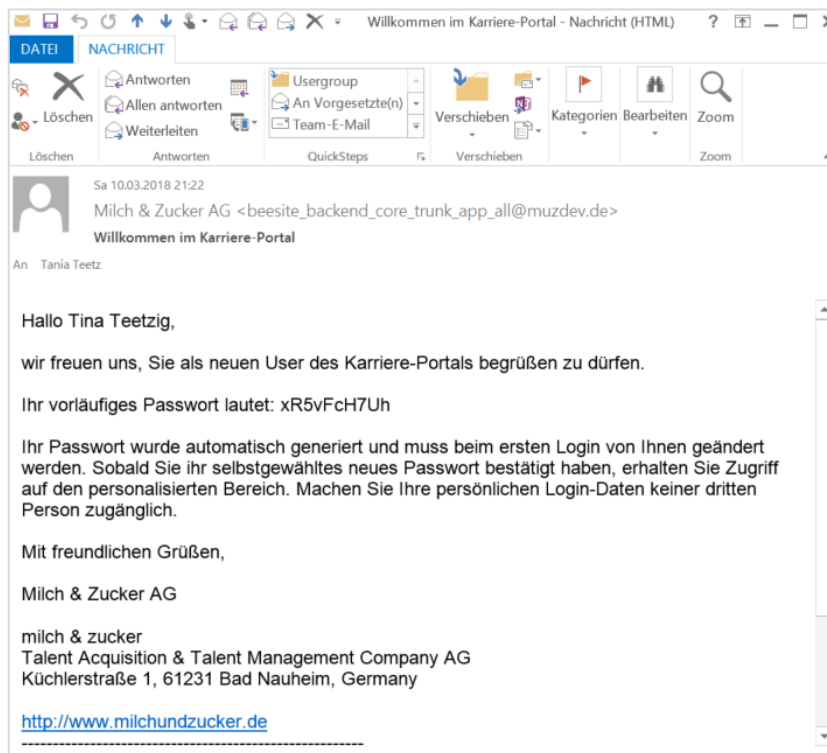 Willkommen im Karriere-Portal - Nachricht (HTML) ?
DATEI NACHRICHT
Löschen
Antworten
Allen antworten
Weiterleiten
Usergroup
An Vorgesetzte(n)
Team-E-Mail
Verschieben
Kategorien
Bearbeiten
Zoom
Löschen Antworten QuickSteps Verschieben Zoom
Sa 10.03.2018 21:22
Milch & Zucker AG <beesite_backend_core_trunk_app_all@muzdev.de>
Willkommen im Karriere-Portal
An Tania Teetz
Hallo Tina Teetzig,
wir freuen uns, Sie als neuen User des Karriere-Portals begrüßen zu dürfen.
Ihr vorläufiges Passwort lautet: xR5vFcH7Uh
Ihr Passwort wurde automatisch generiert und muss beim ersten Login von Ihnen geändert
werden. Sobald Sie ihr selbstgewähltes neues Passwort bestätigt haben, erhalten Sie Zugriff
auf den personalisierten Bereich. Machen Sie Ihre persönlichen Login-Daten keiner dritten
Person zugänglich.
Mit freundlichen Grüßen,
Milch & Zucker AG
milch & zucker
Talent Acquisition & Talent Management Company AG
Küchlerstraße 1, 61231 Bad Nauheim, Germany
http://www.milchundzucker.de
--------------------------------------------------------